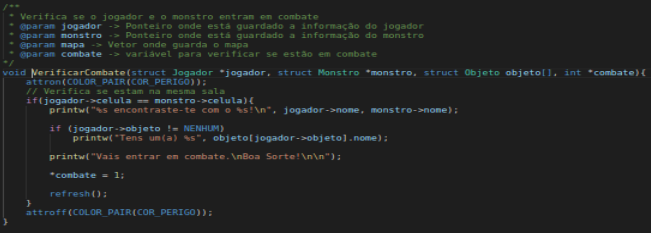 /**
* Verifica se o jogador e o monstro entram em combate
* @param jogador -> Ponteiro onde está guardado a informação do jogador
* @param monstro -> Ponteiro onde está guardado a informação do monstro
* @param mapa -> Vetor onde guarda o mapa
* @param combate -> variável para verificar se estão em combate
*/
void VerificarCombate(struct Jogador *jogador, struct Monstro *monstro, struct Objeto objeto[], int *combate){
attron(COLOR_PAIR(COR_PERIGO));
// Verifica se estam na mesma sala
if(jogador->celula == monstro->celula){
printw("%s encontraste-te com o %s!\n", jogador->nome, monstro->nome);
if (jogador->objeto != NENHUM)
printw("Tens um(a) %s", objeto[jogador->objeto].nome);
printw("Vais entrar em combate.\nBoa Sorte!\n\n");
*combate = 1;
refresh();
}
attroff(COLOR_PAIR(COR_PERIGO));
}